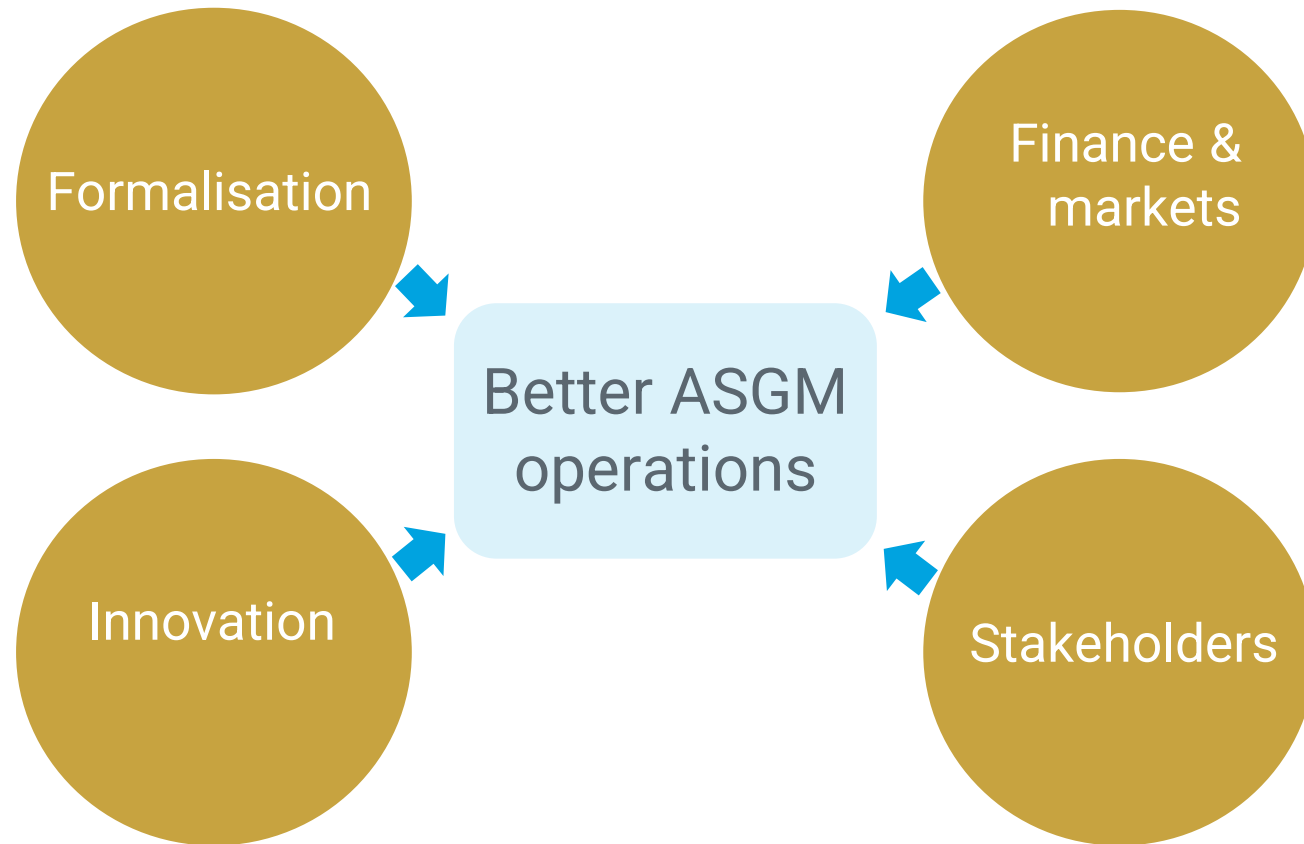 Formalisation
Finance &
markets
Better ASGM
operations
Innovation
Stakeholders